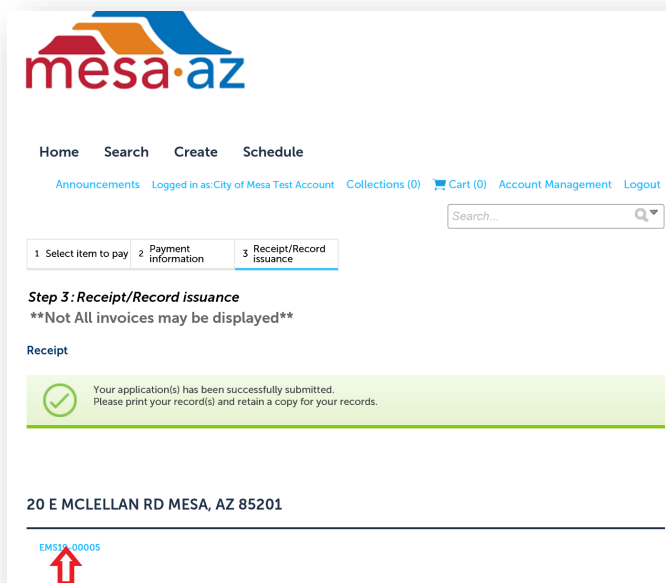 mesa·az
Home Search Create Schedule
Announcements Logged in as:City of Mesa Test Account Collections (0) Cart (0) Account Management Logout
Search...
1 Select item to pay 2 Payment information 3 Receipt/Record issuance
Step 3: Receipt/Record issuance
**Not All invoices may be displayed**
Receipt
Your application(s) has been successfully submitted.
Please print your record(s) and retain a copy for your records.
20 E MCLELLAN RD MESA, AZ 85201
EMS19-00005